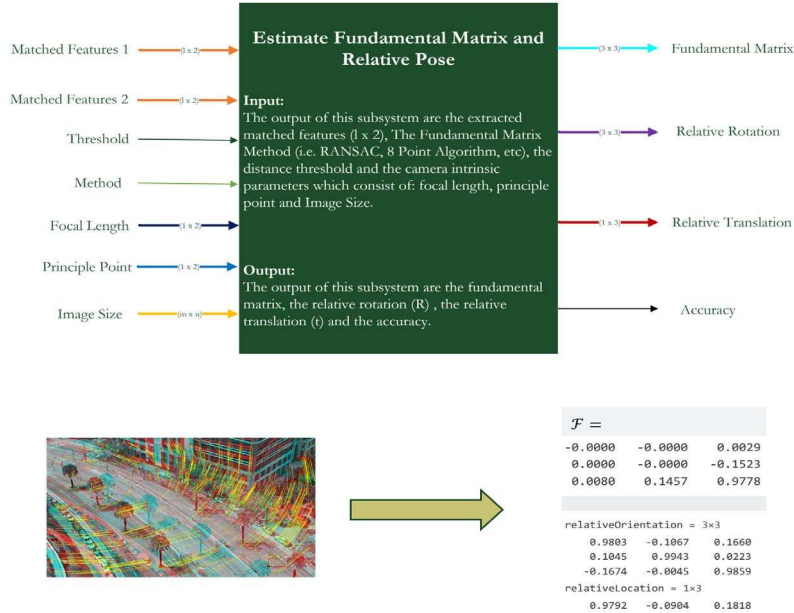 Estimate Fundamental Matrix and
Relative Pose
Matched Features 1
(l x 2)
Matched Features 2
(l x 2)
Threshold
Method
Focal Length
(1 x 2)
Principle Point
(1 x 2)
Image Size
(m x n)
Input:
The output of this subsystem are the extracted
matched features (l x 2), The Fundamental Matrix
Method (i.e. RANSAC, 8 Point Algorithm, etc), the
distance threshold and the camera intrinsic
parameters which consist of: focal length, principle
point and Image Size.
Output:
The output of this subsystem are the fundamental
matrix, the relative rotation (R) , the relative
translation (t) and the accuracy.
(3 x 3)
Fundamental Matrix
(3 x 3)
Relative Rotation
(1 x 3)
Relative Translation
Accuracy
ℱ =
-0.0000 -0.0000 0.0029
0.0000 -0.0000 -0.1523
0.0080 0.1457 0.9778
relativeOrientation = 3×3
0.9803 -0.1067 0.1660
0.1045 0.9943 0.0223
-0.1674 -0.0045 0.9859
relativeLocation = 1×3
0.9792 -0.0904 0.1818